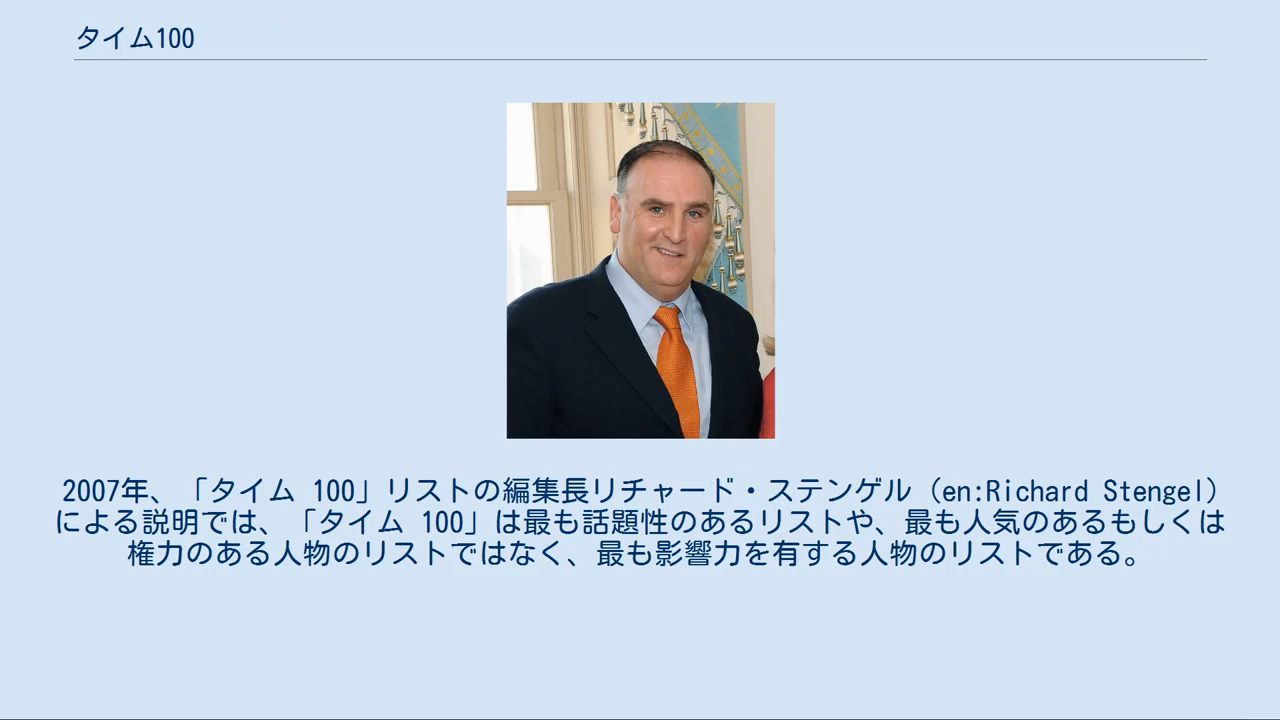 タイム100
2007年、「タイム 100」リストの編集長リチャード・ステンゲル（en:Richard Stengel）
による説明では、「タイム 100」は最も話題性のあるリストや、最も人気のあるもしくは
権力のある人物のリストではなく、最も影響力を有する人物のリストである。